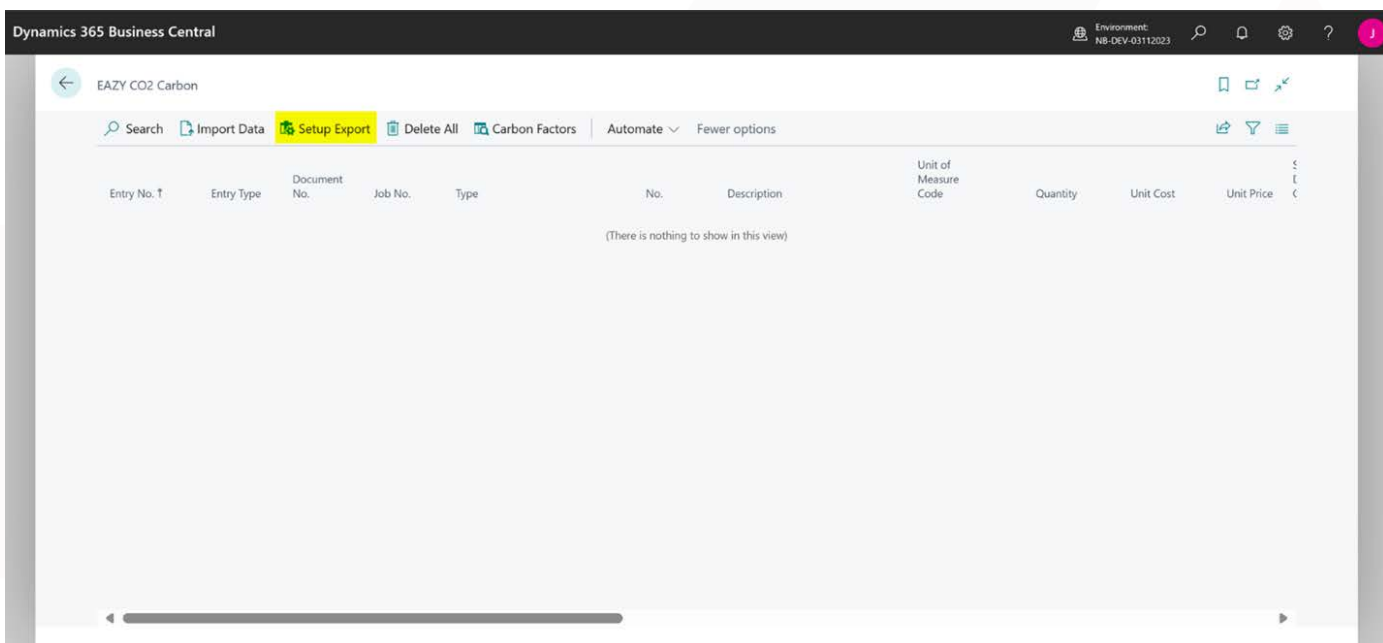 Dynamics 365 Business Central
Environment:
NB-DEV-03112023
?
J
EAZY CO2 Carbon
Search Import Data Setup Export Delete All Carbon Factors Automate Fewer options
Entry No. ↑ Entry Type Document No. Job No. Type No. Description Unit of Measure Code Quantity Unit Cost Unit Price
(There is nothing to show in this view)